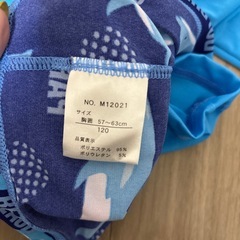 NO. M12021
サイズ
胸囲 57〜63cm
120
品質表示
ポリエステル 95%
ポリウレタン 5%